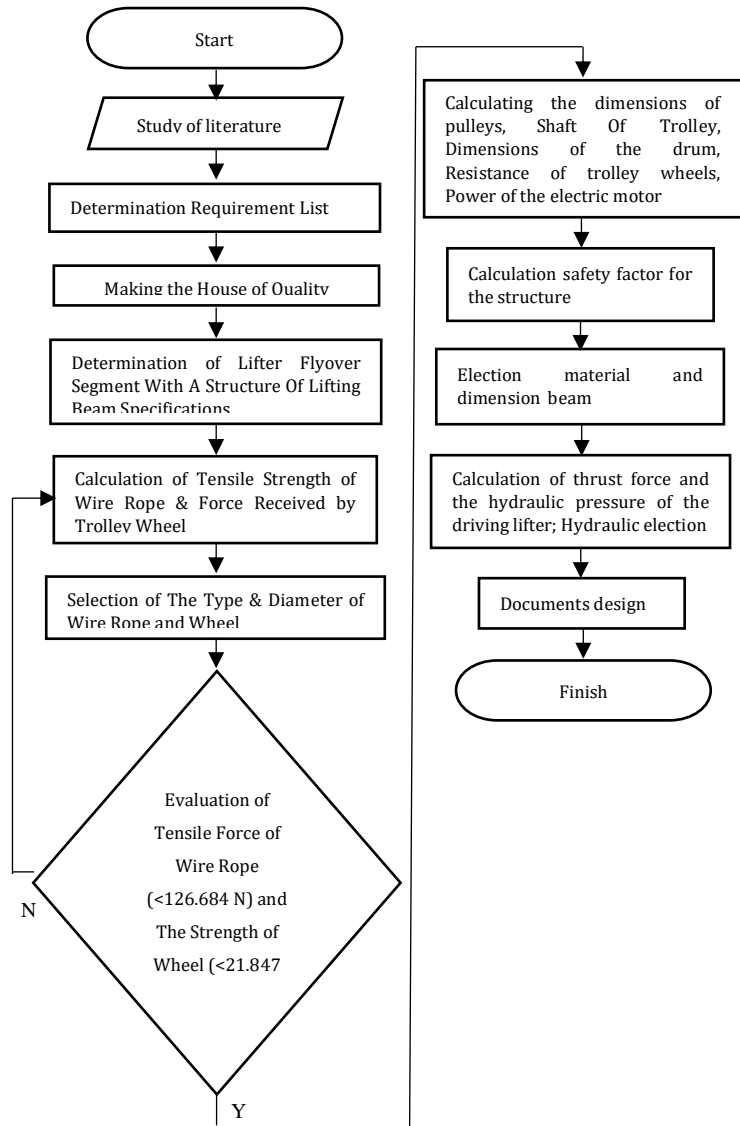 Start
Study of literature
Determination Requirement List
Making the House of Quality
Determination of Lifter Flyover
Segment With A Structure Of Lifting
Beam Specifications
Calculation of Tensile Strength of
Wire Rope & Force Received by
Trolley Wheel
Selection of The Type & Diameter of
Wire Rope and Wheel
Evaluation of
Tensile Force of
Wire Rope
(<126.684 N) and
The Strength of
Wheel (<21.847
N
Y
Calculating the dimensions of
pulleys, Shaft Of Trolley,
Dimensions of the drum,
Resistance of trolley wheels,
Power of the electric motor
Calculation safety factor for
the structure
Election material and
dimension beam
Calculation of thrust force and
the hydraulic pressure of the
driving lifter; Hydraulic election
Documents design
Finish